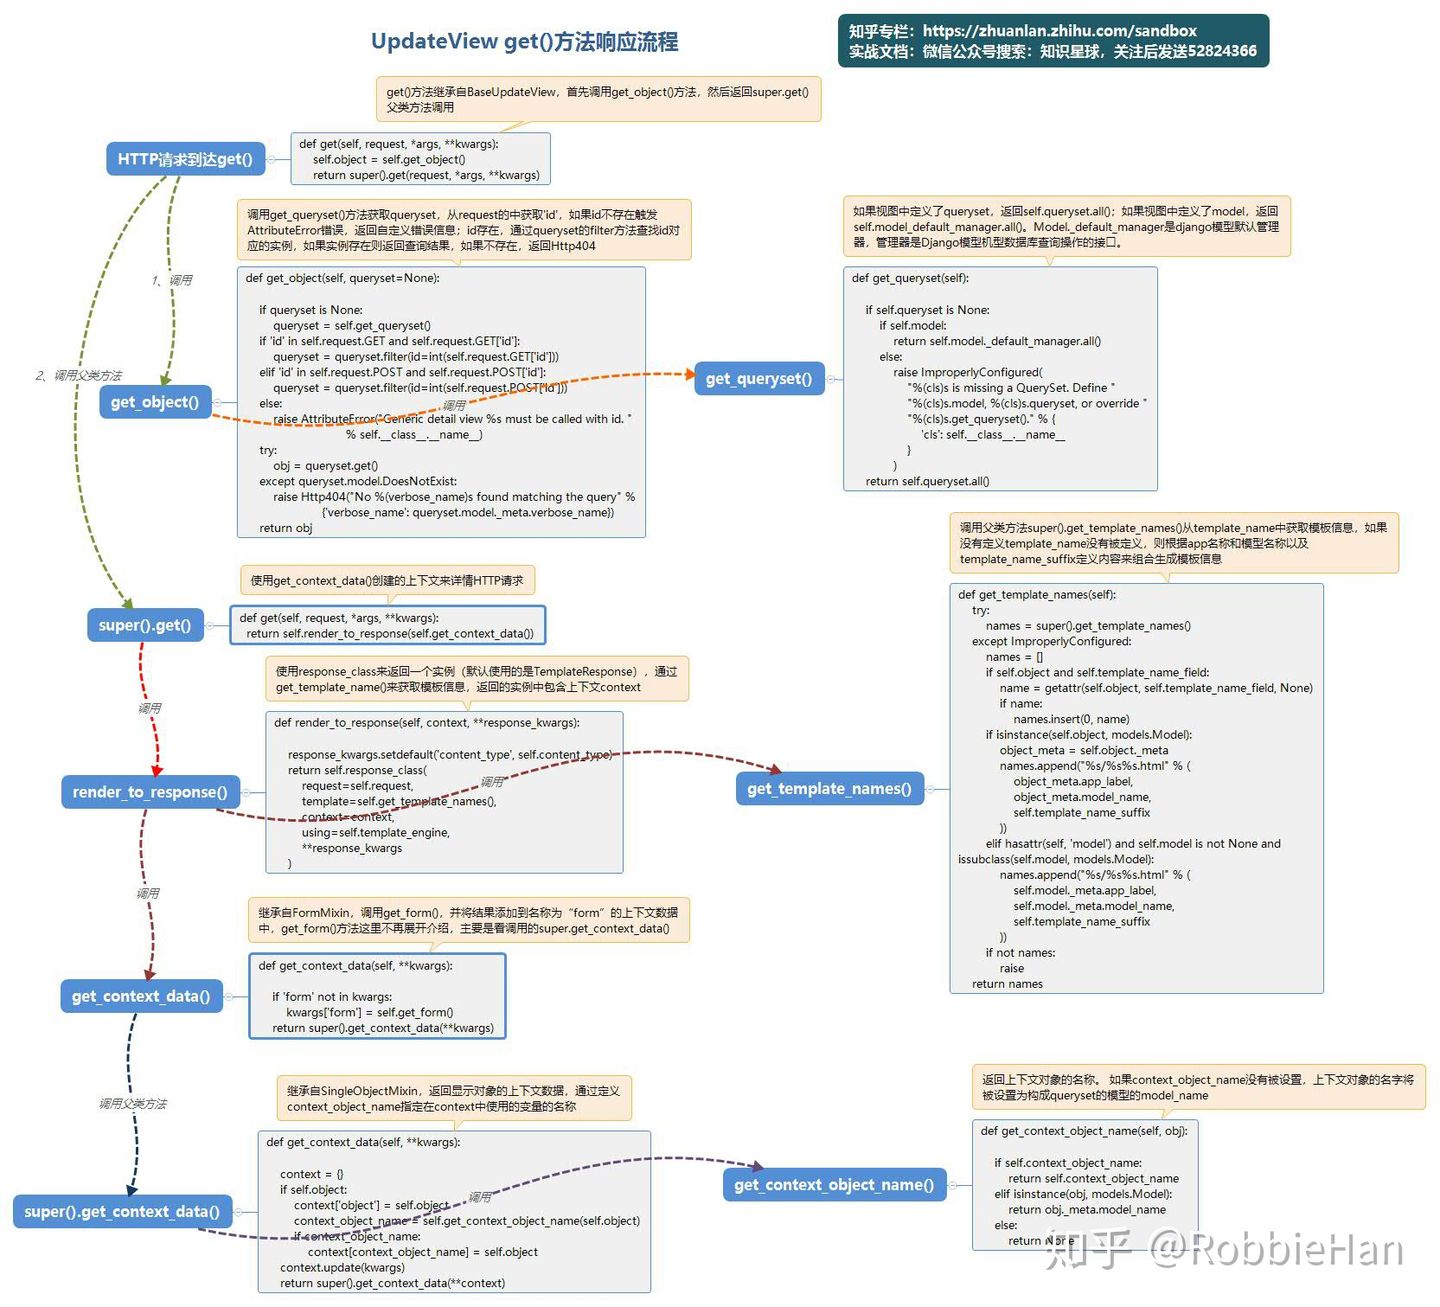 UpdateView get()方法响应流程
知乎专栏：https://zhuanlan.zhihu.com/sandbox
实战文档：微信公众号搜索：知识星球，关注后发送52824366
get()方法继承自BaseUpdateView，首先调用get_object()方法，然后返回super.get()
父类方法调用
HTTP请求到达get()
def get(self, request, *args, **kwargs):
self.object = self.get_object()
return super().get(request, *args, **kwargs)
1、调用
2、调用父类方法
调用get_queryset()方法获取queryset，从request的中获取'id'，如果id不存在触发
AttributeError错误，返回自定义错误信息；id存在，通过queryset的filter方法查找id对
应的实例，如果实例存在则返回查询结果，如果不存在，返回Http404
get_object()
def get_object(self, queryset=None):
if queryset is None:
queryset = self.get_queryset()
if 'id' in self.request.GET and self.request.GET['id']:
queryset = queryset.filter(id=int(self.request.GET['id']))
elif 'id' in self.request.POST and self.request.POST['id']:
queryset = queryset.filter(id=int(self.request.POST['id']))
else:
raise AttributeError("Generic detail view %s must be called with id. "
% self.__class__.__name__)
try:
obj = queryset.get()
except queryset.model.DoesNotExist:
raise Http404("No %(verbose_name)s found matching the query" %
{'verbose_name': queryset.model._meta.verbose_name})
return obj
调用
如果视图中定义了queryset，返回self.queryset.all()；如果视图中定义了model，返回
self.model_default_manager.all()。Model._default_manager是django模型默认管理
器，管理器是Django模型机型数据库查询操作的接口。
get_queryset()
def get_queryset(self):
if self.queryset is None:
if self.model:
return self.model._default_manager.all()
else:
raise ImproperlyConfigured(
"%(cls)s is missing a QuerySet. Define "
"%(cls)s.model, %(cls)s.queryset, or override "
"%(cls)s.get_queryset()." % {
'cls': self.__class__.__name__
}
)
return self.queryset.all()
使用get_context_data()创建的上下文来详情HTTP请求
super().get()
def get(self, request, *args, **kwargs):
return self.render_to_response(self.get_context_data())
调用
使用response_class来返回一个实例（默认使用的是TemplateResponse），通过
get_template_name()来获取模板信息，返回的实例中包含上下文context
render_to_response()
def render_to_response(self, context, **response_kwargs):
response_kwargs.setdefault('content_type', self.content_type)
return self.response_class(
request=self.request,
template=self.get_template_names(),
context=context,
using=self.template_engine,
**response_kwargs
)
调用
调用父类方法super().get_template_names()从template_name中获取模板信息，如果
没有定义template_name没有被定义，则根据app名称和模型名称以及
template_name_suffix定义内容来组合生成模板信息
get_template_names()
def get_template_names(self):
try:
names = super().get_template_names()
except ImproperlyConfigured:
names = []
if self.object and self.template_name_field:
name = getattr(self.object, self.template_name_field, None)
if name:
names.insert(0, name)
if isinstance(self.object, models.Model):
object_meta = self.object._meta
names.append("%s/%s%s.html" % (
object_meta.app_label,
object_meta.model_name,
self.template_name_suffix
))
elif hasattr(self, 'model') and self.model is not None and
issubclass(self.model, models.Model):
names.append("%s/%s%s.html" % (
self.model._meta.app_label,
self.model._meta.model_name,
self.template_name_suffix
))
if not names:
raise
return names
调用
继承自FormMixin，调用get_form()，并将结果添加到名称为“form”的上下文数据
中，get_form()方法这里不再展开介绍，主要是看调用的super.get_context_data()
get_context_data()
def get_context_data(self, **kwargs):
if 'form' not in kwargs:
kwargs['form'] = self.get_form()
return super().get_context_data(**kwargs)
调用父类方法
继承自SingleObjectMixin，返回显示对象的上下文数据，通过定义
context_object_name指定在context中使用的变量的名称
super().get_context_data()
def get_context_data(self, **kwargs):
context = {}
if self.object:
context['object'] = self.object
context_object_name = self.get_context_object_name(self.object)
if context_object_name:
context[context_object_name] = self.object
context.update(kwargs)
return super().get_context_data(**context)
调用
返回上下文对象的名称。 如果context_object_name没有被设置，上下文对象的名字将
被设置为构成queryset的模型的model_name
get_context_object_name()
def get_context_object_name(self, obj):
if self.context_object_name:
return self.context_object_name
elif isinstance(obj, models.Model):
return obj._meta.model_name
else:
return None
知乎 @RobbieHan